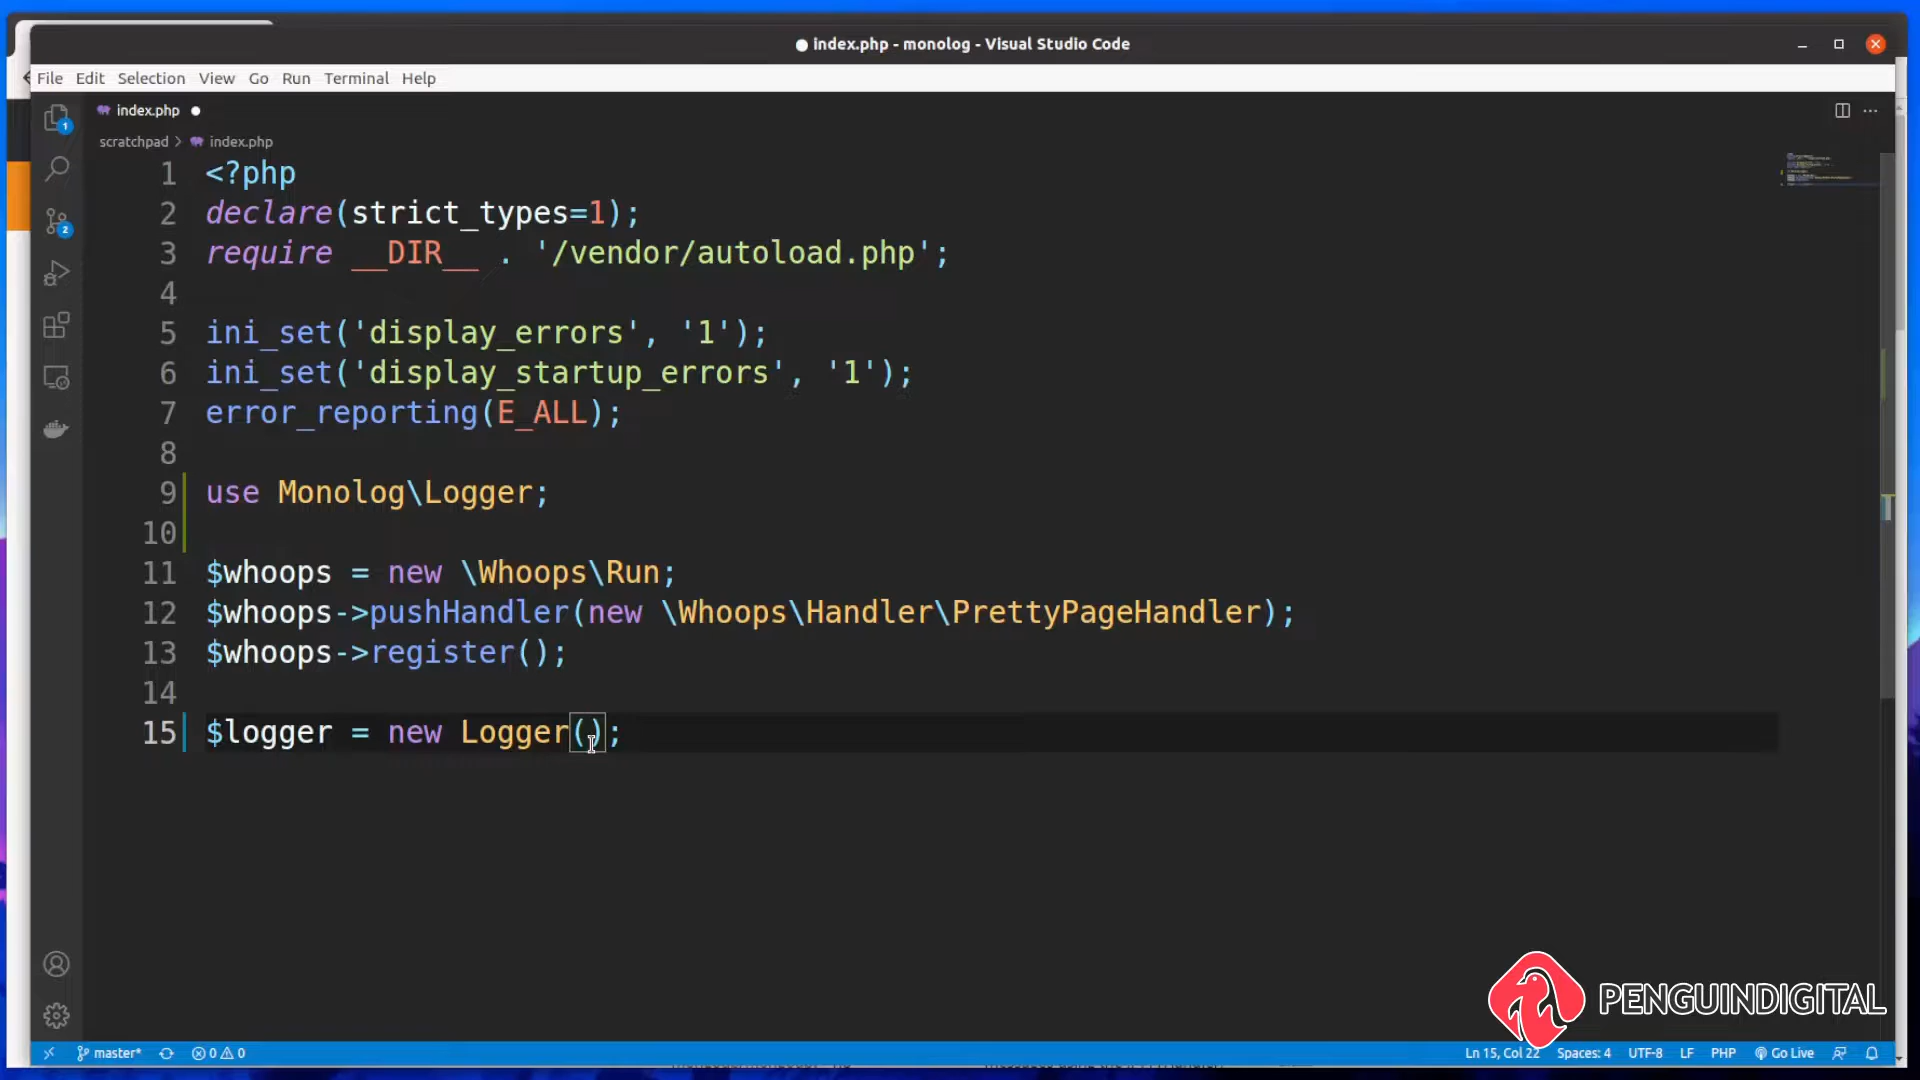 index.php - monolog - Visual Studio Code
File Edit Selection View Go Run Terminal Help
index.php
scratchpad > index.php
1 <?php
2 declare(strict_types=1);
3 require __DIR__ . '/vendor/autoload.php';
4
5 ini_set('display_errors', '1');
6 ini_set('display_startup_errors', '1');
7 error_reporting(E_ALL);
8
9 use Monolog\Logger;
10
11 $whoops = new \Whoops\Run;
12 $whoops->pushHandler(new \Whoops\Handler\PrettyPageHandler);
13 $whoops->register();
14
15 $logger = new Logger();
1
2
PENGUINDIGITAL
master* 0 0 Ln 15, Col 22 Spaces: 4 UTF-8 LF PHP Go Live